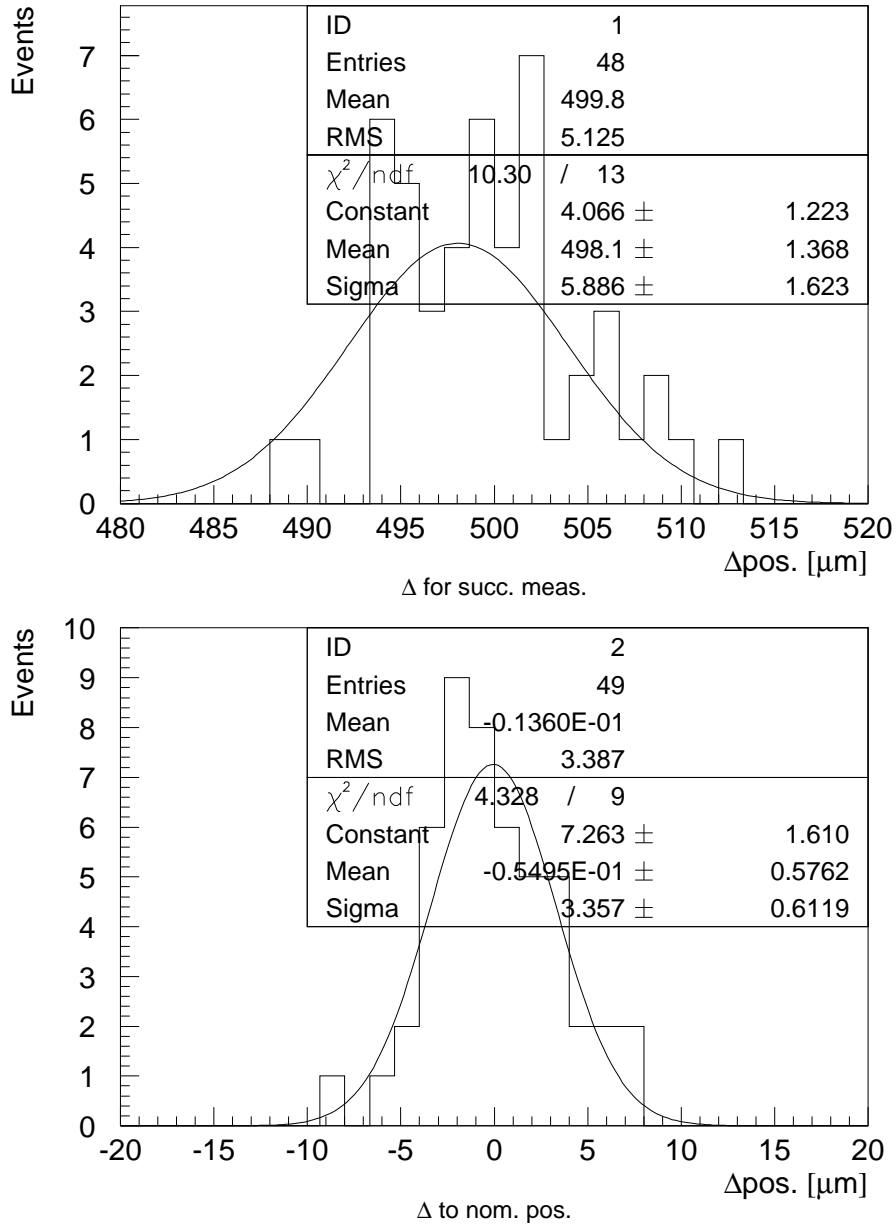 Events
ID 1
Entries 48
Mean 499.8
RMS 5.125
χ²/ndf 10.30 / 13
Constant 4.066 ± 1.223
Mean 498.1 ± 1.368
Sigma 5.886 ± 1.623
7
6
5
4
3
2
1
0
480 485 490 495 500 505 510 515 520
Δpos. [μm]
Δ for succ. meas.
Events
ID 2
Entries 49
Mean -0.1360E-01
RMS 3.387
χ²/ndf 4.328 / 9
Constant 7.263 ± 1.610
Mean -0.5495E-01 ± 0.5762
Sigma 3.357 ± 0.6119
10
9
8
7
6
5
4
3
2
1
0
-20 -15 -10 -5 0 5 10 15 20
Δpos. [μm]
Δ to nom. pos.